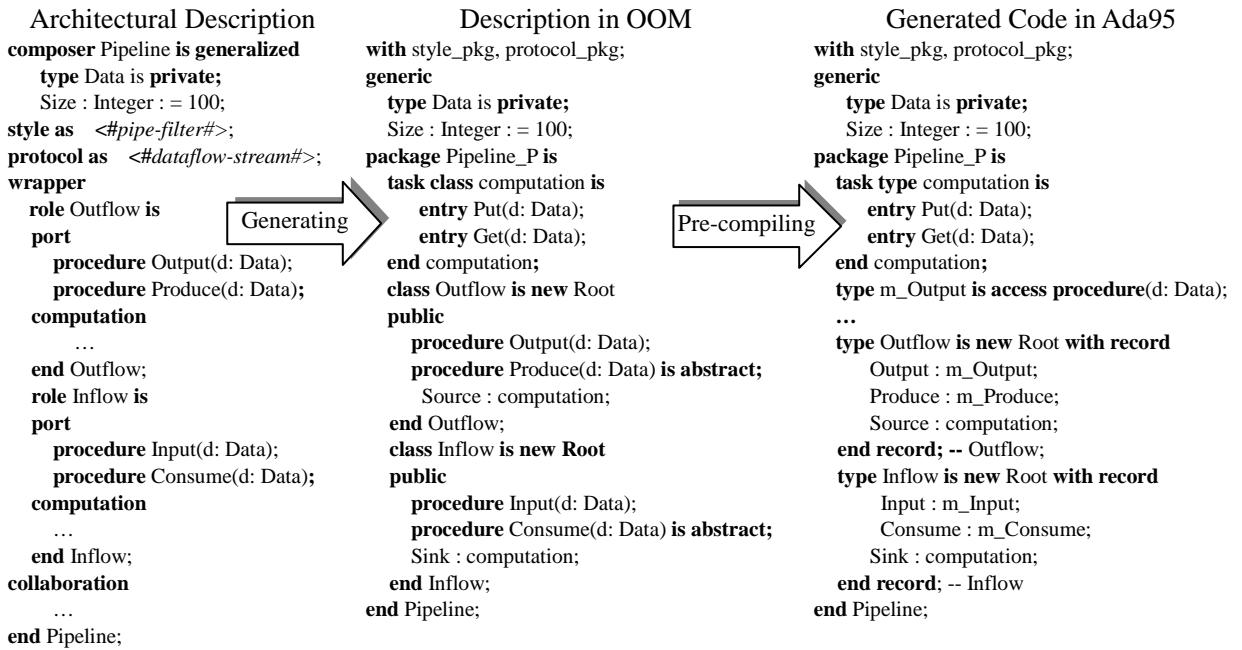 Architectural Description
composer Pipeline is generalized
type Data is private;
Size : Integer : = 100;
style as <#pipe-filter#>;
protocol as <#dataflow-stream#>;
wrapper
role Outflow is
port
procedure Output(d: Data);
procedure Produce(d: Data);
computation
…
end Outflow;
role Inflow is
port
procedure Input(d: Data);
procedure Consume(d: Data);
computation
…
end Inflow;
collaboration
…
end Pipeline;
Generating
Description in OOM
with style_pkg, protocol_pkg;
generic
type Data is private;
Size : Integer : = 100;
package Pipeline_P is
task class computation is
entry Put(d: Data);
entry Get(d: Data);
end computation;
class Outflow is new Root
public
procedure Output(d: Data);
procedure Produce(d: Data) is abstract;
Source : computation;
end Outflow;
class Inflow is new Root
public
procedure Input(d: Data);
procedure Consume(d: Data) is abstract;
Sink : computation;
end Inflow;
end Pipeline;
Pre-compiling
Generated Code in Ada95
with style_pkg, protocol_pkg;
generic
type Data is private;
Size : Integer : = 100;
package Pipeline_P is
task type computation is
entry Put(d: Data);
entry Get(d: Data);
end computation;
type m_Output is access procedure(d: Data);
…
type Outflow is new Root with record
Output : m_Output;
Produce : m_Produce;
Source : computation;
end record; -- Outflow;
type Inflow is new Root with record
Input : m_Input;
Consume : m_Consume;
Sink : computation;
end record; -- Inflow
end Pipeline;